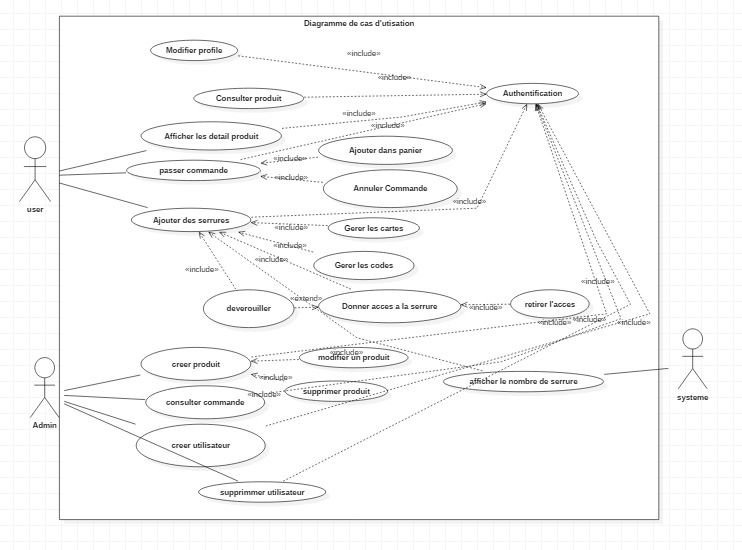 Diagramme de cas d'utisation
Modifier profile
«include»
«include»
Consulter produit
Authentification
«include»
Afficher les detail produit
«include»
Ajouter dans panier
«include»
passer commande
«include»
Annuler Commande
«include»
user
Ajouter des serrures
Gerer les cartes
«include»
«include»
«include»
Gerer les codes
«include»
«include»
«extend»
deverouiller
Donner acces a la serrure
«include»
retirer l'acces
«include»
«include»
«include»
creer produit
«include»
modifier un produit
«include»
afficher le nombre de serrure
supprimer produit
«include»
consulter commande
systeme
Admin
creer utilisateur
supprimmer utilisateur